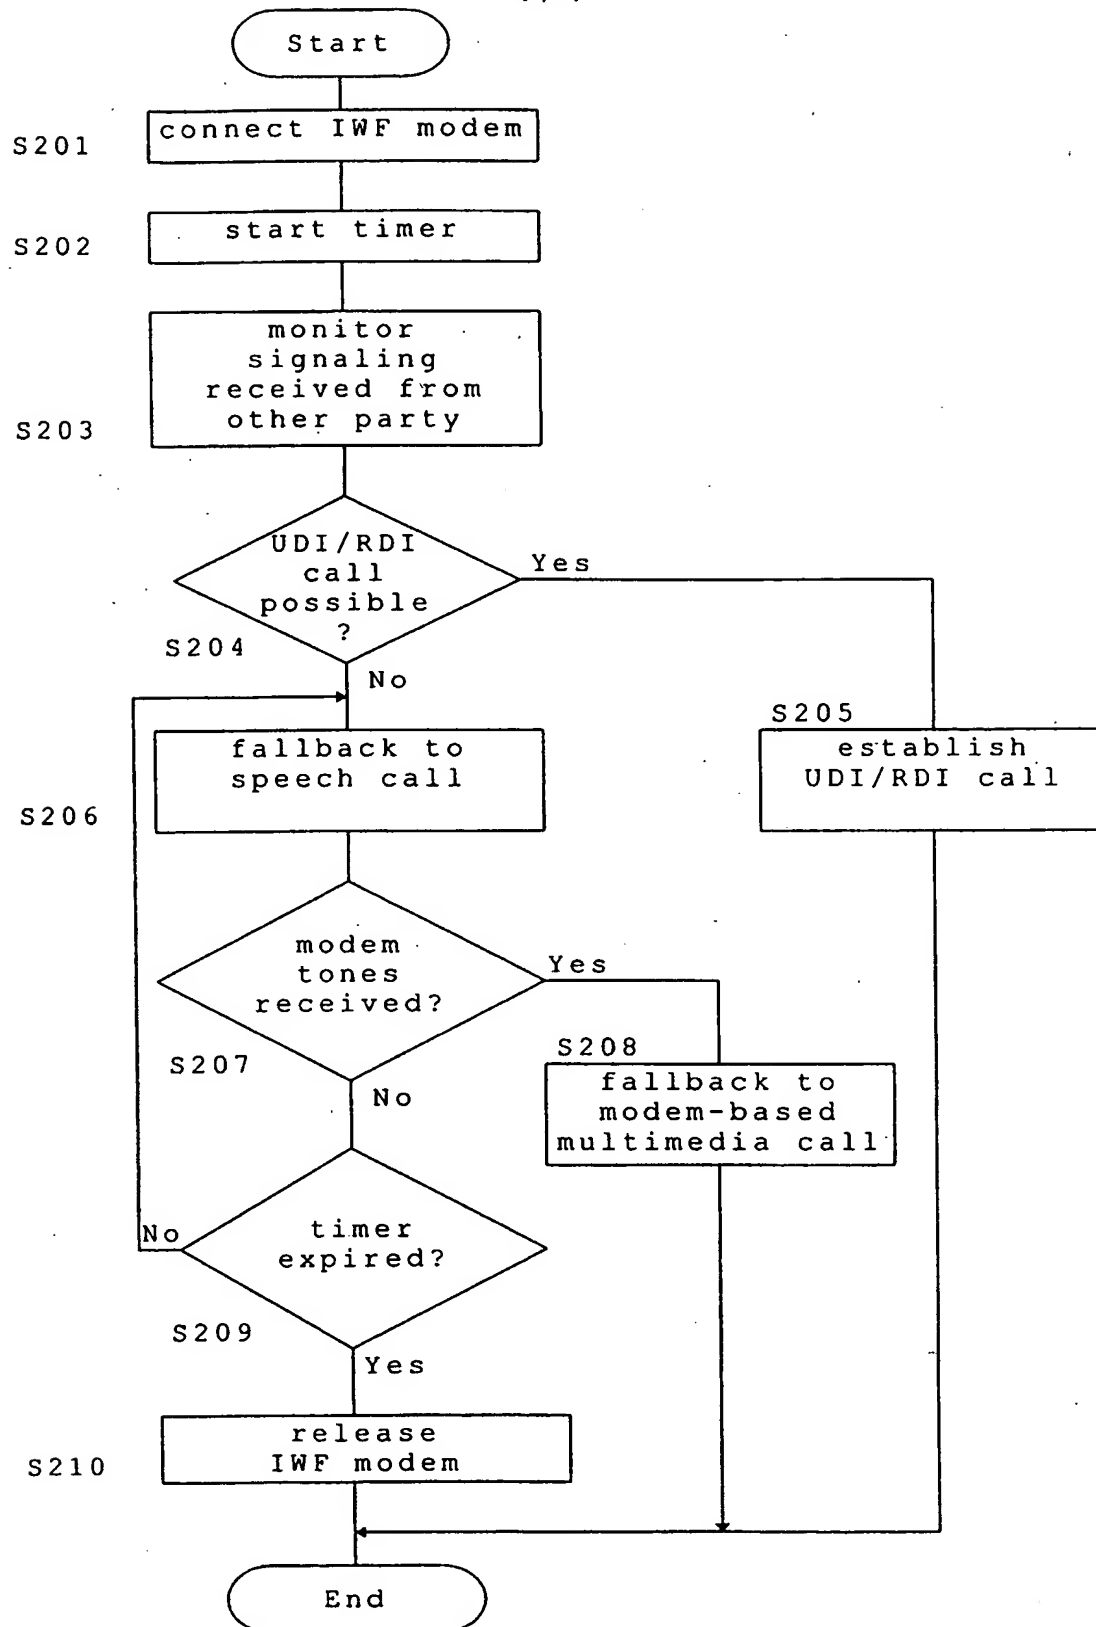 Start
connect IWF modem
S201
start timer
S202
monitor
signaling
received from
other party
S203
UDI/RDI
call
possible
?
Yes
S204
No
S205
establish
UDI/RDI call
fallback to
speech call
S206
modem
tones
received?
Yes
S207
No
S208
fallback to
modem-based
multimedia call
timer
expired?
No
S209
Yes
release
IWF modem
S210
End